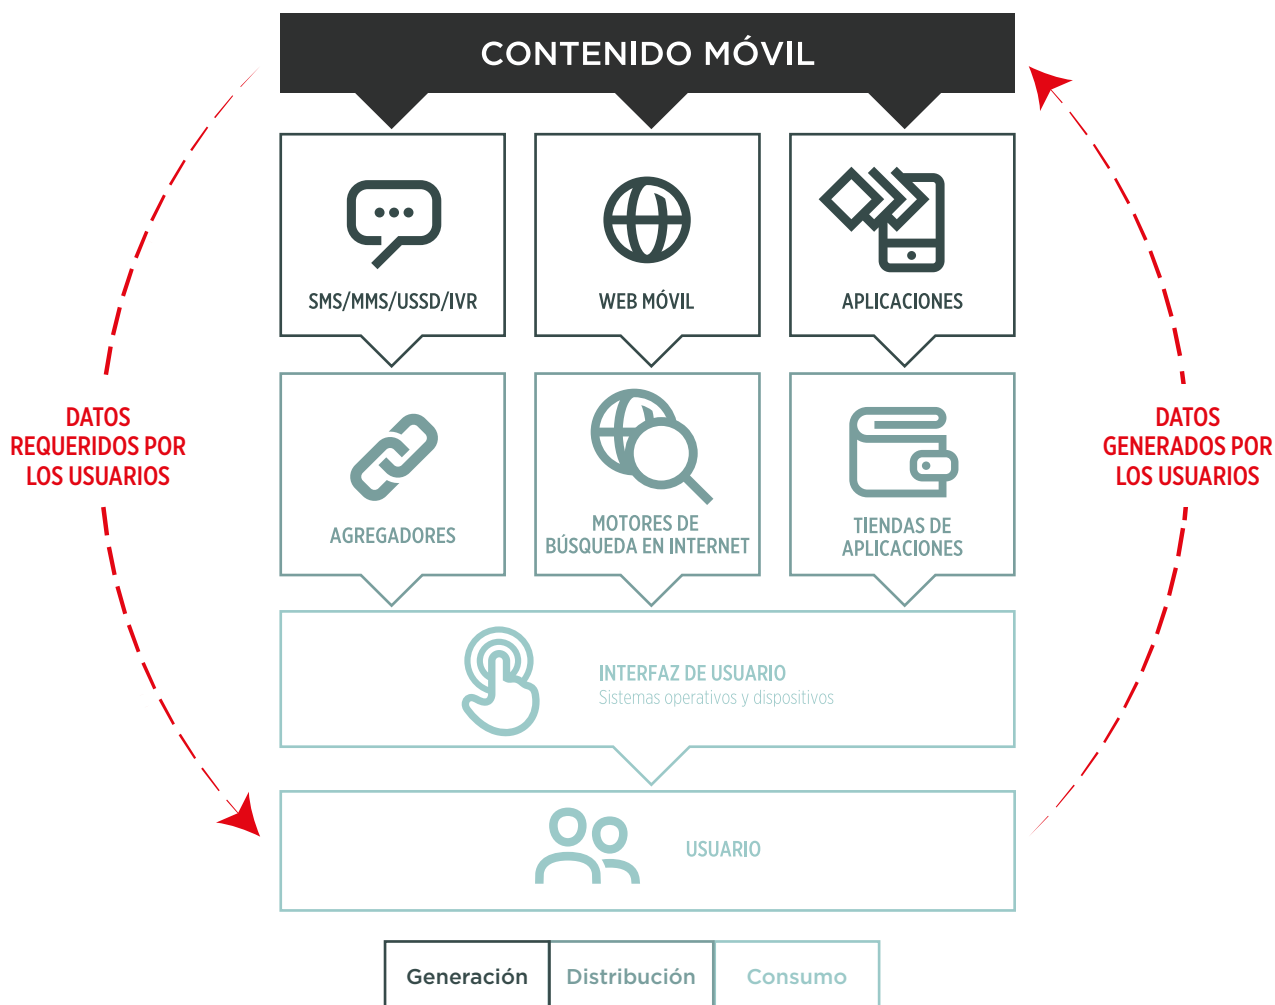 CONTENIDO MÓVIL
SMS/MMS/USSD/IVR
WEB MÓVIL
APLICACIONES
DATOS
REQUERIDOS POR
LOS USUARIOS
DATOS
GENERADOS POR
LOS USUARIOS
AGREGADORES
MOTORES DE
BÚSQUEDA EN INTERNET
TIENDAS DE
APLICACIONES
INTERFAZ DE USUARIO
Sistemas operativos y dispositivos
USUARIO
Generación
Distribución
Consumo